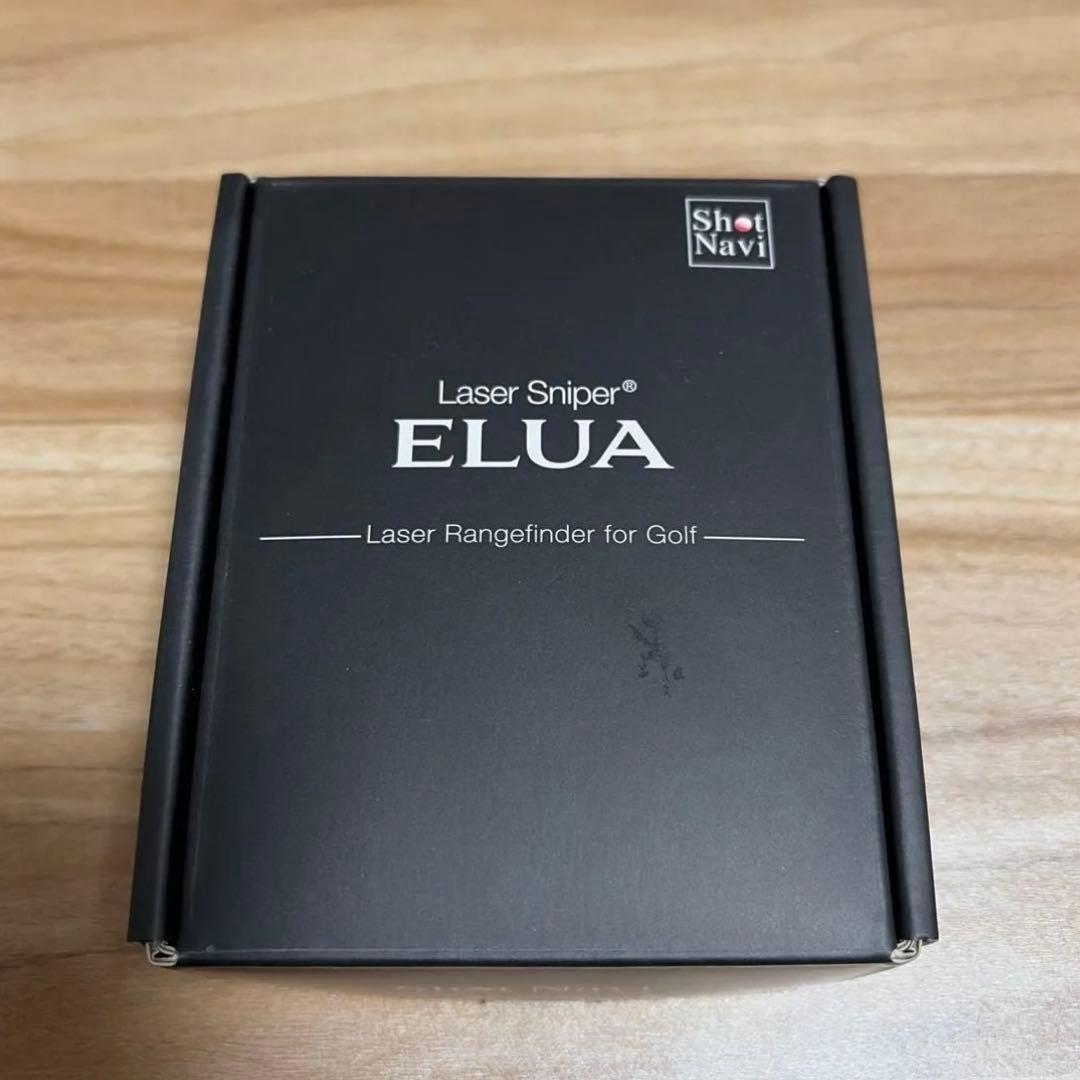 Shot
Navi
Laser Sniper®
ELUA
Laser Rangefinder for Golf